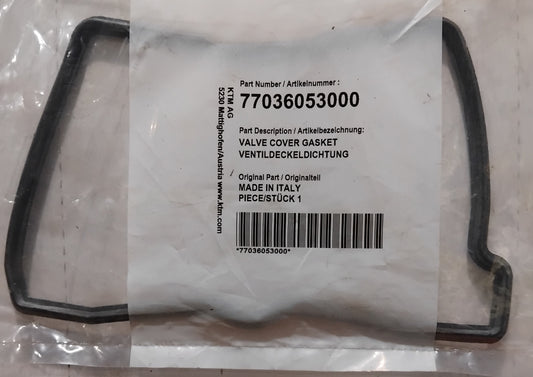 Part Number / Artikelnummer :
77036053000
Part Description / Artikelbezeichnung:
VALVE COVER GASKET
VENTILDECKELDICHTUNG
Original Part / Originalteil
MADE IN ITALY
PIECE/STÜCK 1
*77036053000*
KTM AG
5230 Mattighofen/Austria www.ktm.com